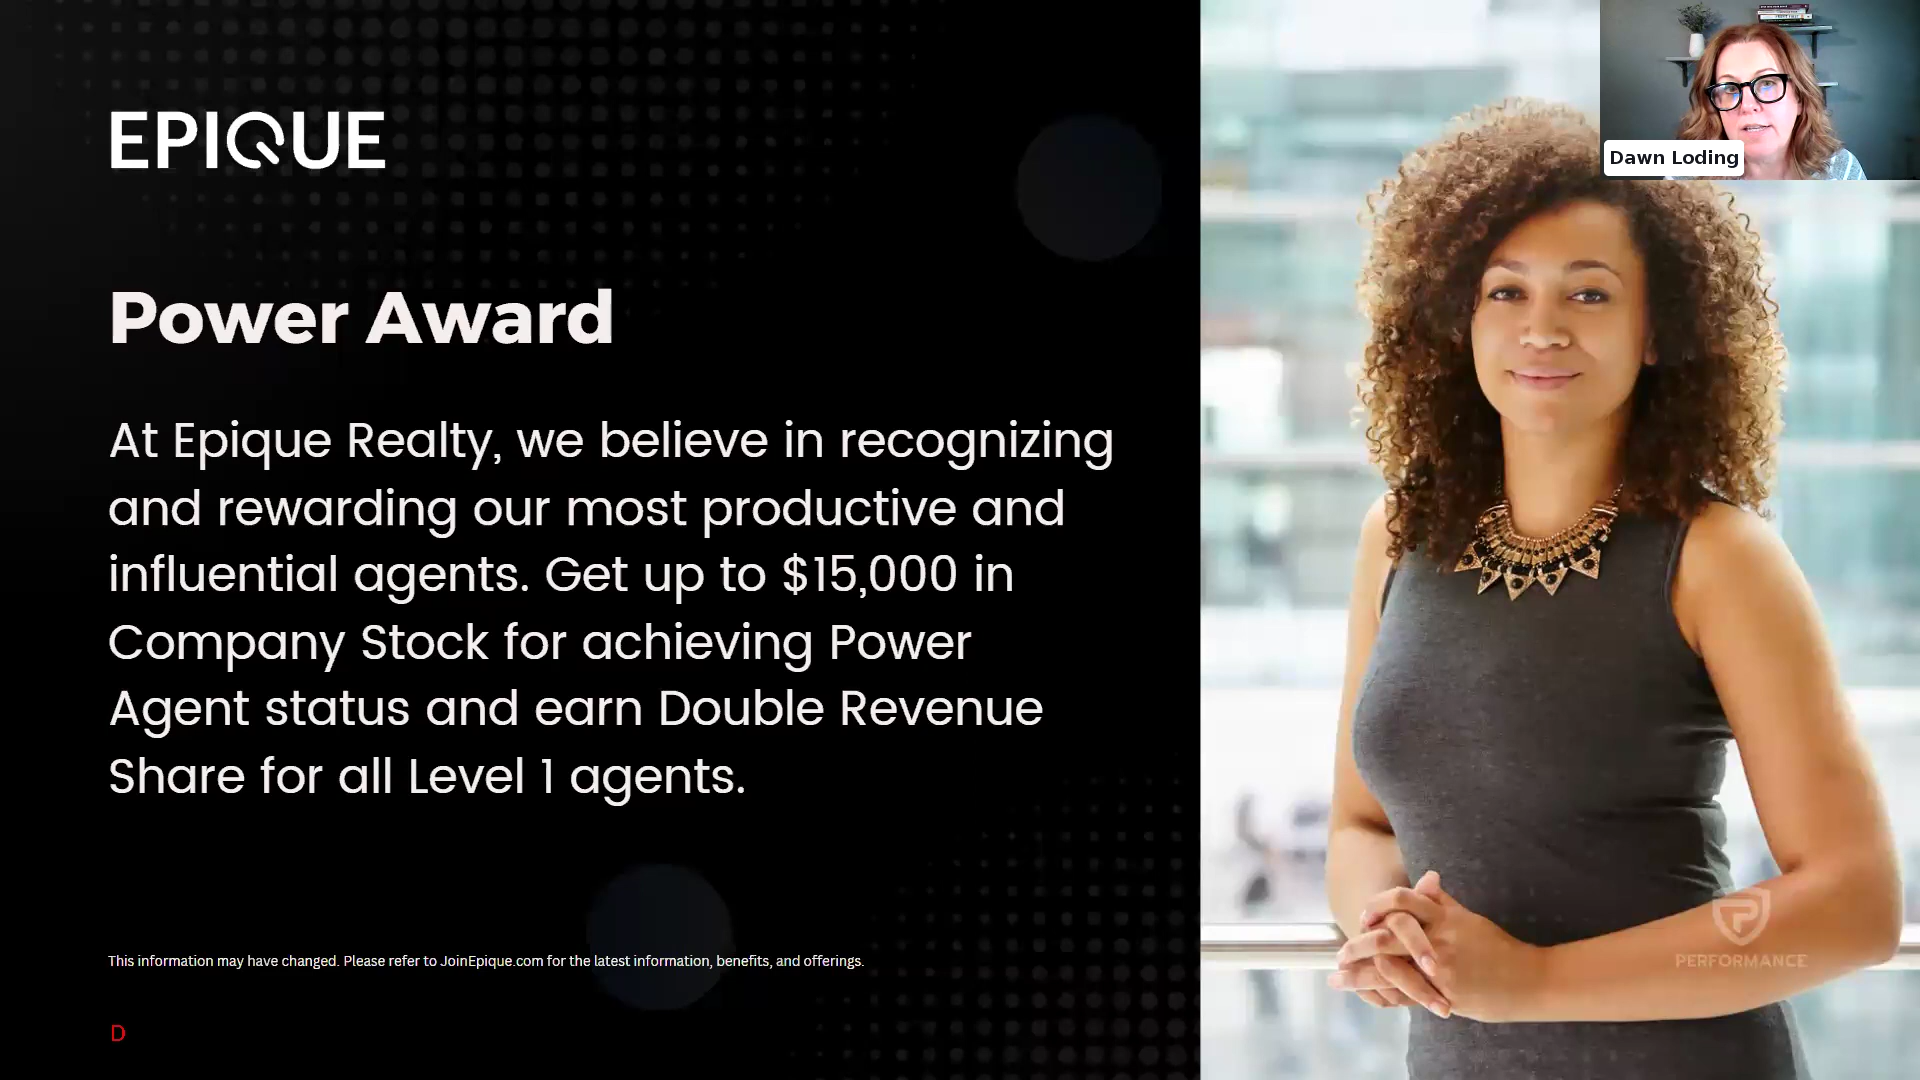 EPIQUE
Dawn Loding
Power Award
At Epique Realty, we believe in recognizing
and rewarding our most productive and
influential agents. Get up to $15,000 in
Company Stock for achieving Power
Agent status and earn Double Revenue
Share for all Level 1 agents.
PERFORMANCE
This information may have changed. Please refer to JoinEpique.com for the latest information, benefits, and offerings.
D